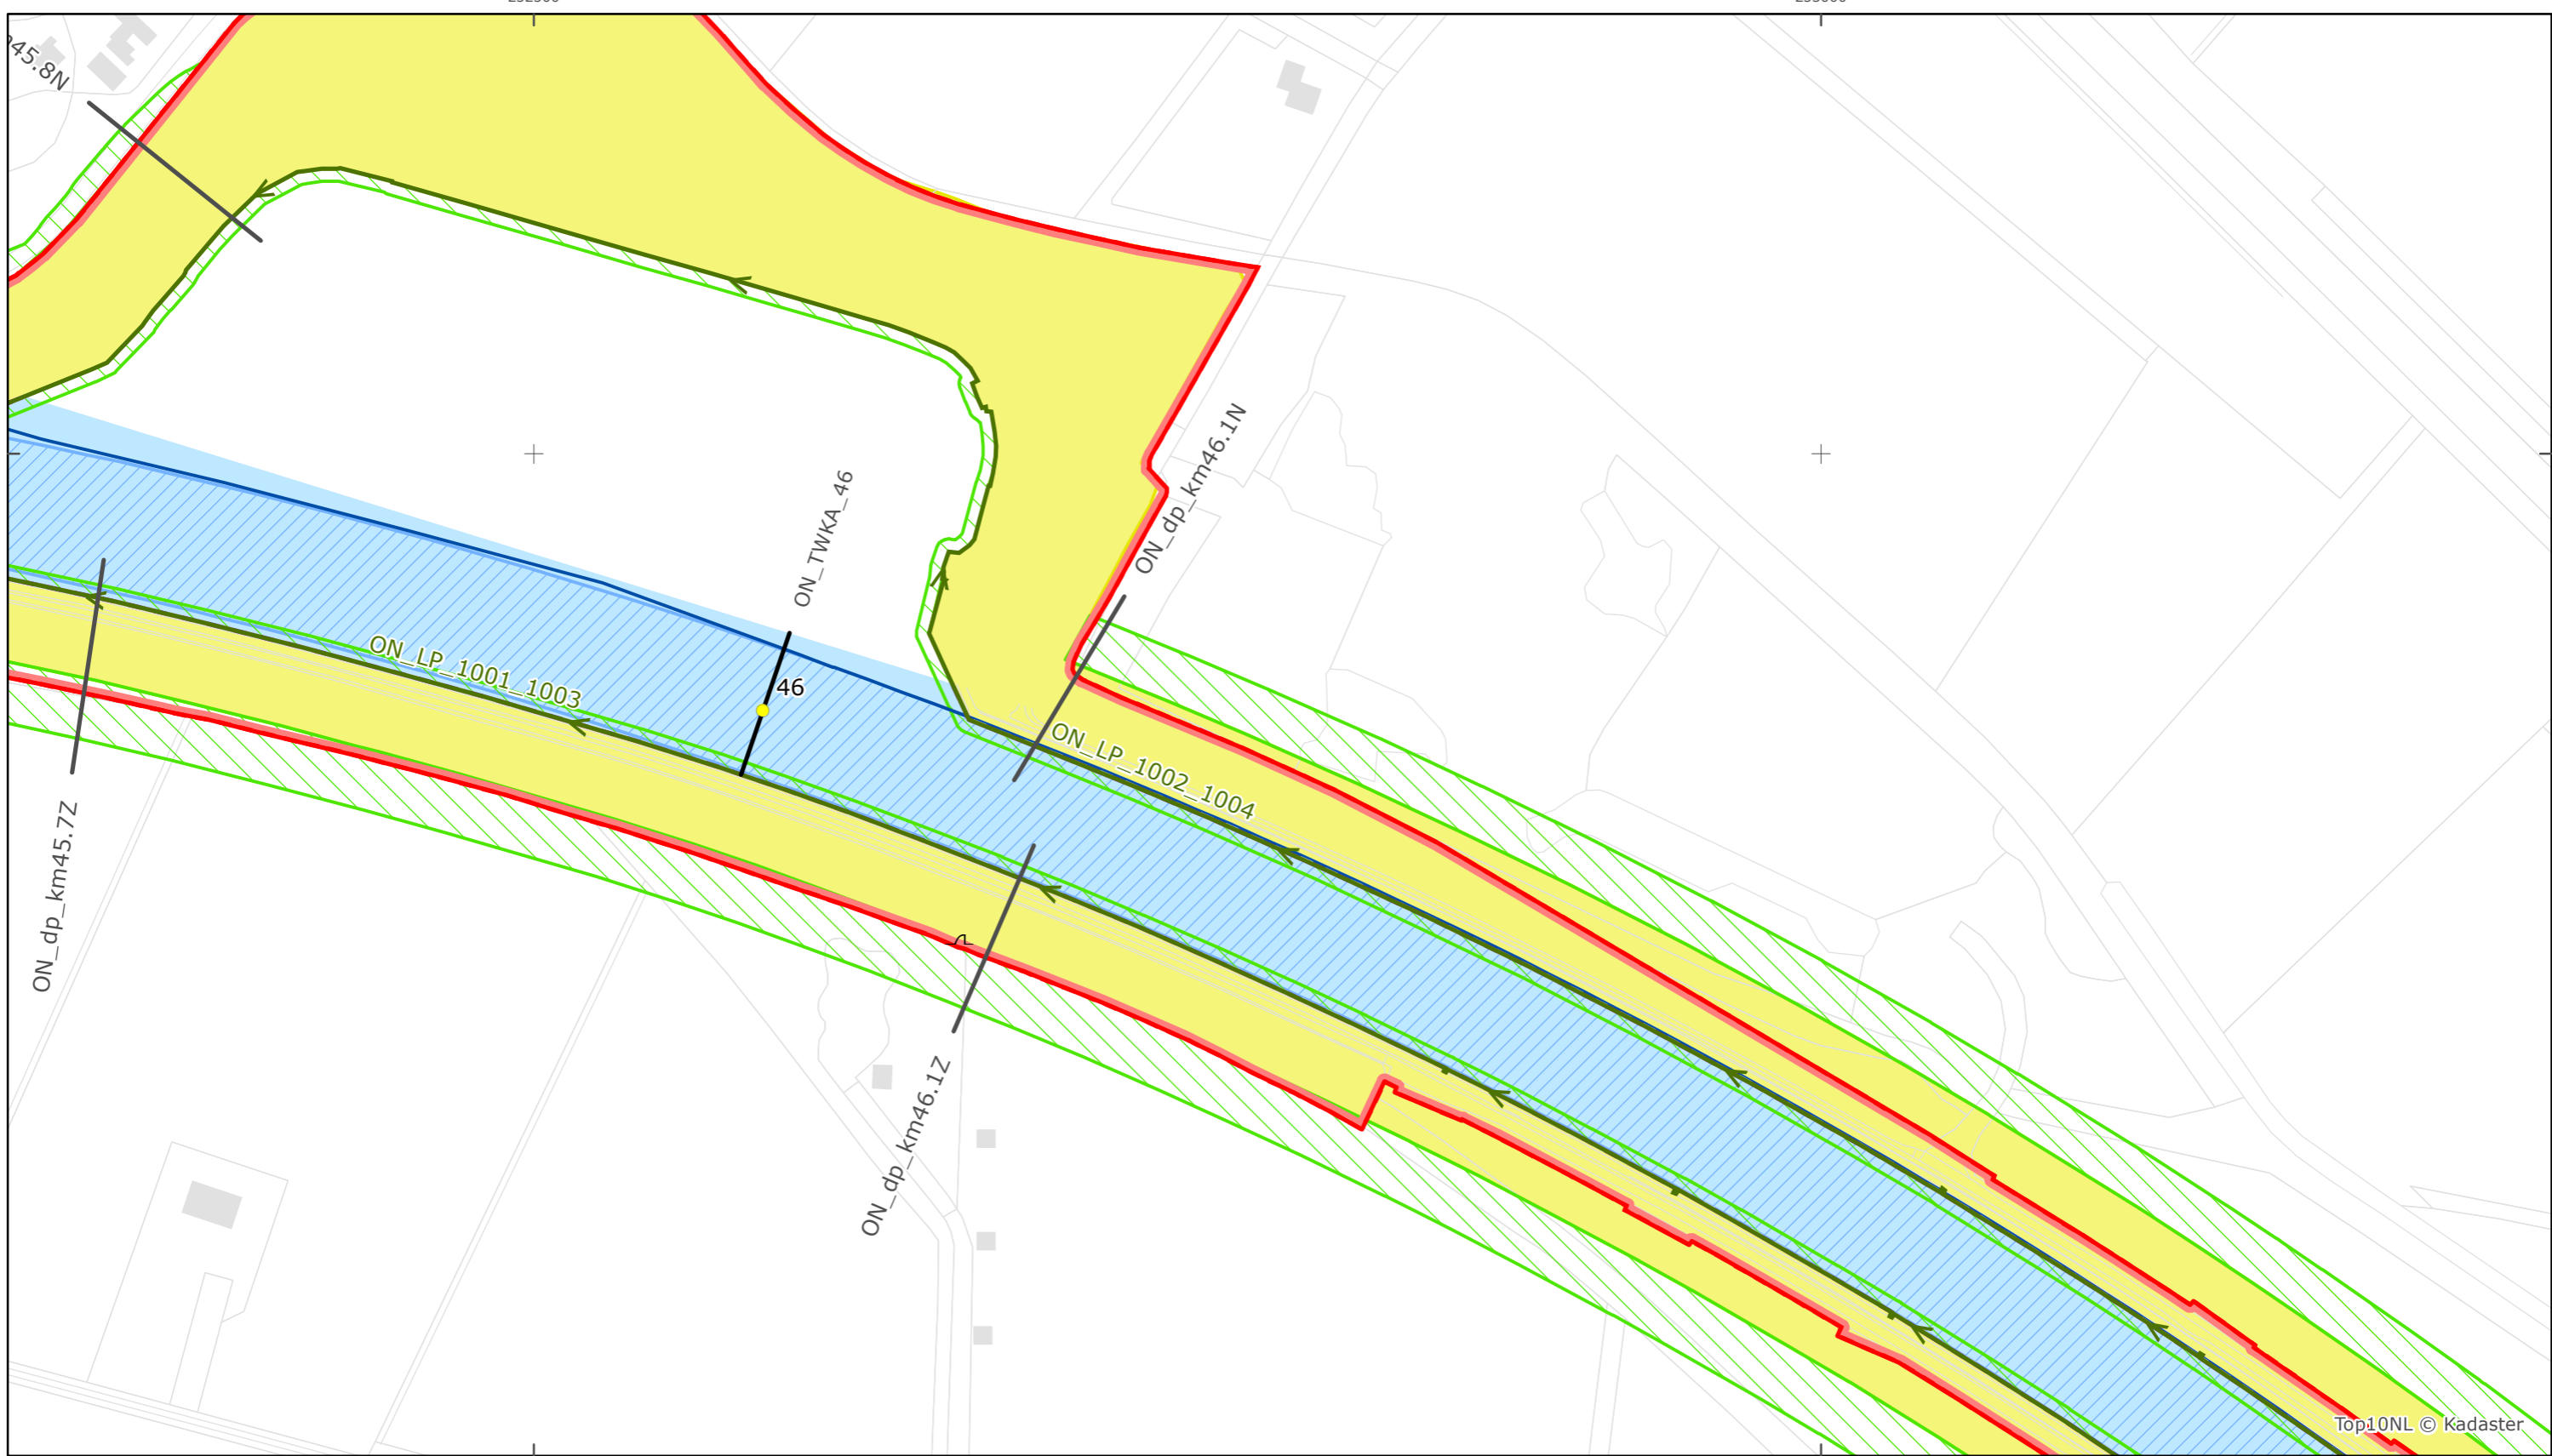 45.8N
ON_dp_km46.1N
ON_TWKA_46
ON_LP_1001_1003
46
ON_LP_1002_1004
ON_dp_km45.7Z
ON_dp_km46.1Z
Top10NL © Kadaster